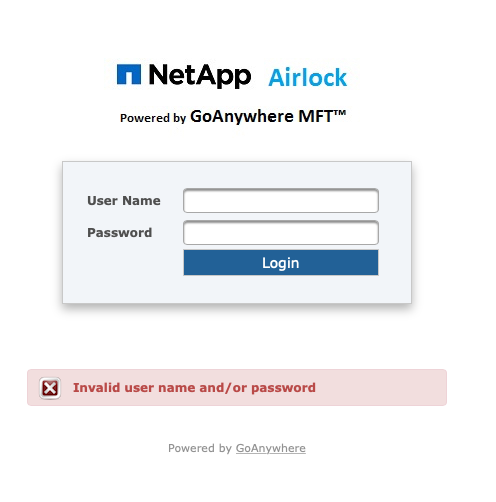 NetApp Airlock
Powered by GoAnywhere MFT™
User Name
Password
Login
Invalid user name and/or password
Powered by GoAnywhere